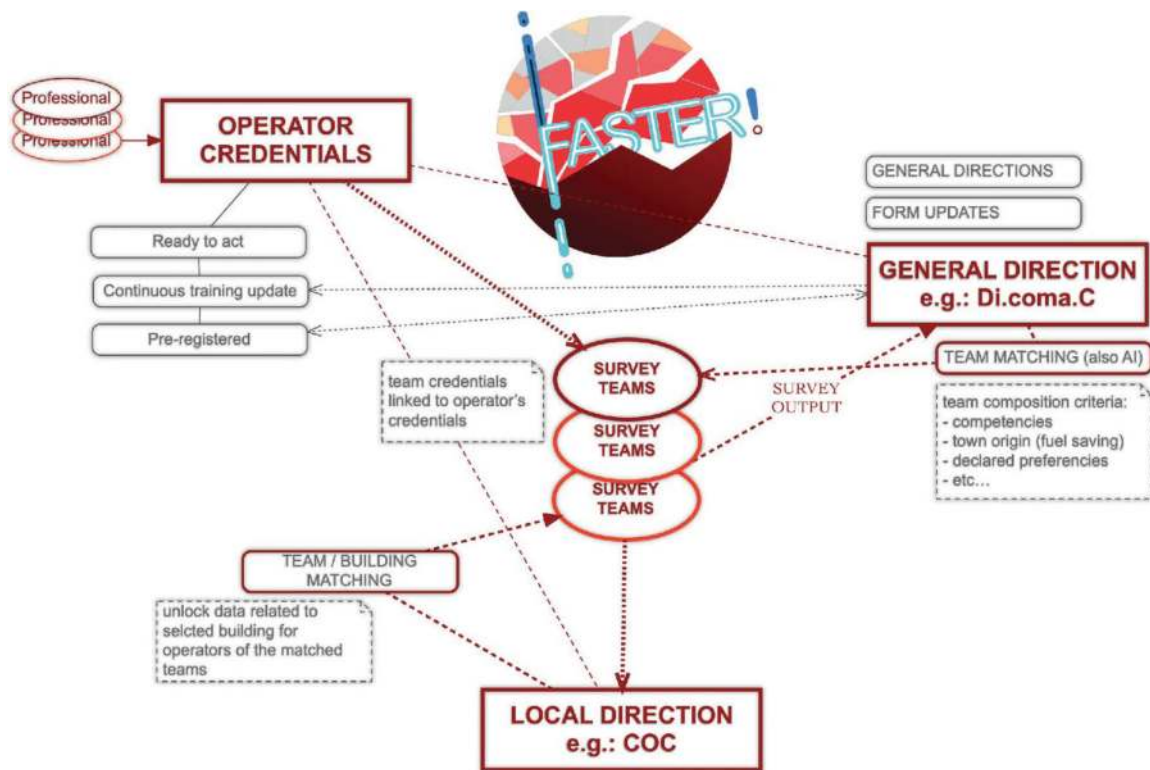 FASTER!
Professional
Professional
Professional
OPERATOR
CREDENTIALS
GENERAL DIRECTIONS
FORM UPDATES
Ready to act
Continuous training update
Pre-registered
GENERAL DIRECTION
e.g.: Di.coma.C
TEAM MATCHING (also AI)
team composition criteria:
- competencies
- town origin (fuel saving)
- declared preferencies
- etc...
team credentials
linked to operator's
credentials
SURVEY
TEAMS
SURVEY
TEAMS
SURVEY
TEAMS
SURVEY
OUTPUT
TEAM / BUILDING
MATCHING
unlock data related to
selcted building for
operators of the matched
teams
LOCAL DIRECTION
e.g.: COC